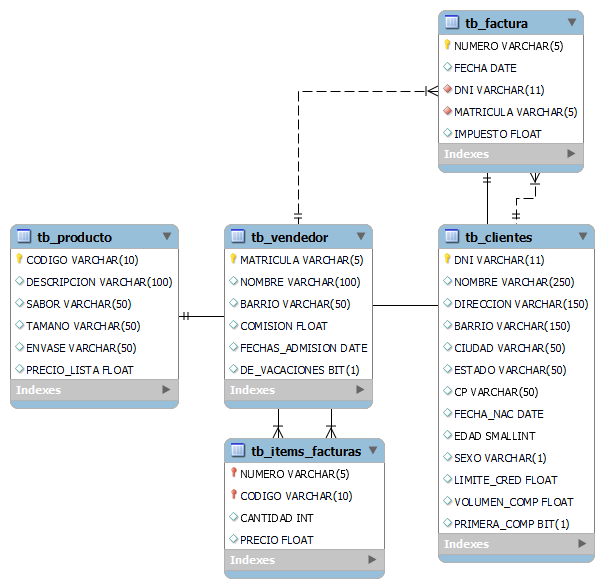 tb_factura
NUMERO VARCHAR(5)
FECHA DATE
DNI VARCHAR(11)
MATRICULA VARCHAR(5)
IMPUESTO FLOAT
Indexes
tb_producto
CODIGO VARCHAR(10)
DESCRIPCION VARCHAR(100)
SABOR VARCHAR(50)
TAMANO VARCHAR(50)
ENVASE VARCHAR(50)
PRECIO_LISTA FLOAT
Indexes
tb_vendedor
MATRICULA VARCHAR(5)
NOMBRE VARCHAR(100)
BARRIO VARCHAR(50)
COMISION FLOAT
FECHAS_ADMISION DATE
DE_VACACIONES BIT(1)
Indexes
tb_clientes
DNI VARCHAR(11)
NOMBRE VARCHAR(250)
DIRECCION VARCHAR(150)
BARRIO VARCHAR(150)
CIUDAD VARCHAR(50)
ESTADO VARCHAR(50)
CP VARCHAR(50)
FECHA_NAC DATE
EDAD SMALLINT
SEXO VARCHAR(1)
LIMITE_CRED FLOAT
VOLUMEN_COMP FLOAT
PRIMERA_COMP BIT(1)
Indexes
tb_items_facturas
NUMERO VARCHAR(5)
CODIGO VARCHAR(10)
CANTIDAD INT
PRECIO FLOAT
Indexes